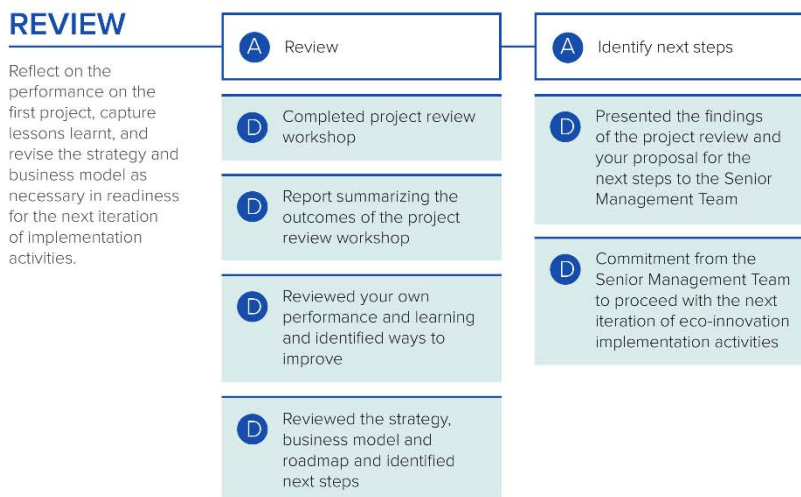 REVIEW
Reflect on the
performance on the
first project, capture
lessons learnt, and
revise the strategy and
business model as
necessary in readiness
for the next iteration
of implementation
activities.
A Review
D Completed project review
workshop
D Report summarizing the
outcomes of the project
review workshop
D Reviewed your own
performance and learning
and identified ways to
improve
D Reviewed the strategy,
business model and
roadmap and identified
next steps
A Identify next steps
D Presented the findings
of the project review and
your proposal for the
next steps to the Senior
Management Team
D Commitment from the
Senior Management Team
to proceed with the next
iteration of eco-innovation
implementation activities